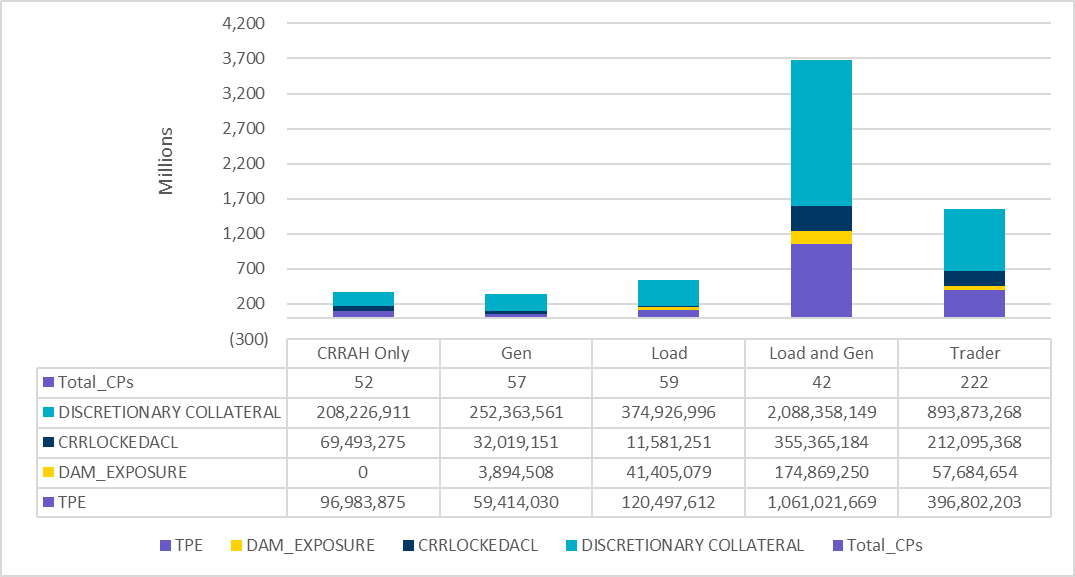 4,200
3,700
3,200
2,700
2,200
1,700
1,200
700
200
(300)
Millions
CRRAH Only Gen Load Load and Gen Trader
Total_CPs 52 57 59 42 222
DISCRETIONARY COLLATERAL 208,226,911 252,363,561 374,926,996 2,088,358,149 893,873,268
CRRLOCKEDACL 69,493,275 32,019,151 11,581,251 355,365,184 212,095,368
DAM_EXPOSURE 0 3,894,508 41,405,079 174,869,250 57,684,654
TPE 96,983,875 59,414,030 120,497,612 1,061,021,669 396,802,203
TPE DAM_EXPOSURE CRRLOCKEDACL DISCRETIONARY COLLATERAL Total_CPs